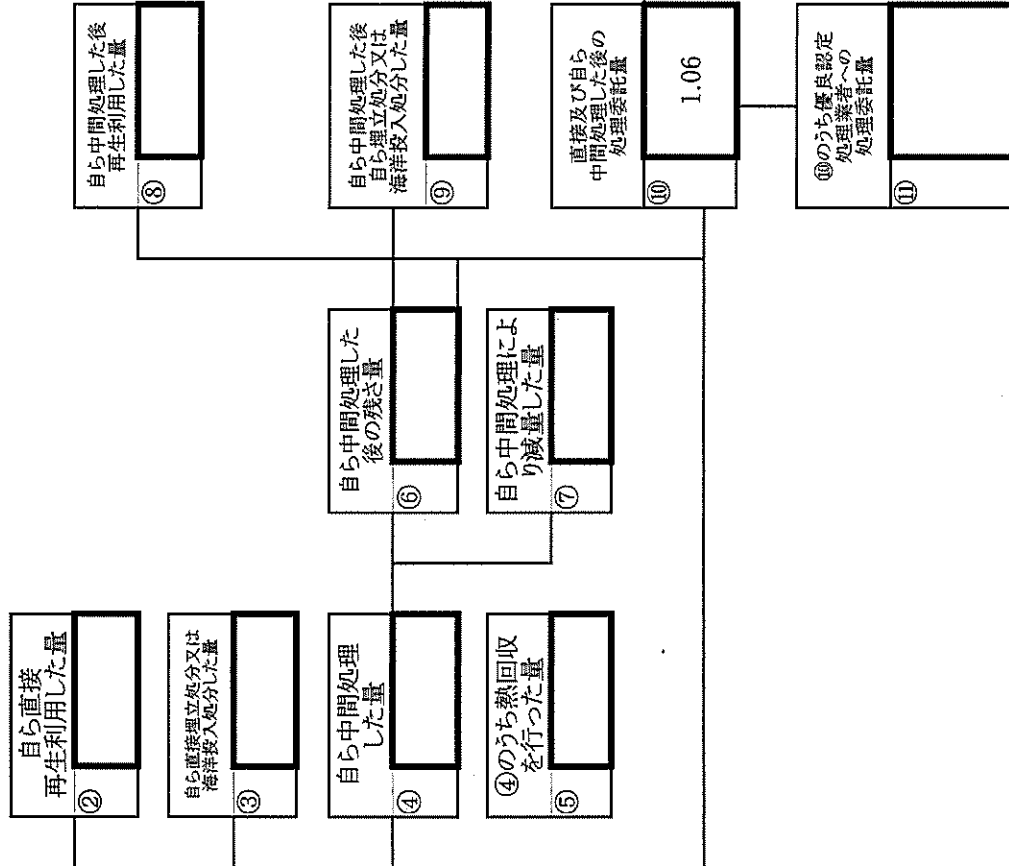 自ら直接
再生利用した量
②
自ら直接埋立処分又は
海洋投入処分した量
③
自ら中間処理
した量
④
④のうち熱回収
を行った量
⑤
自ら中間処理した
後の残さ量
⑥
自ら中間処理によ
り減量した量
⑦
自ら中間処理した後
再生利用した量
⑧
自ら中間処理した後
自ら埋立処分又は
海洋投入処分した量
⑨
直接及び自ら
中間処理した後の
処理委託量
⑩
1.06
⑩のうち優良認定
処理業者への
処理委託量
⑪